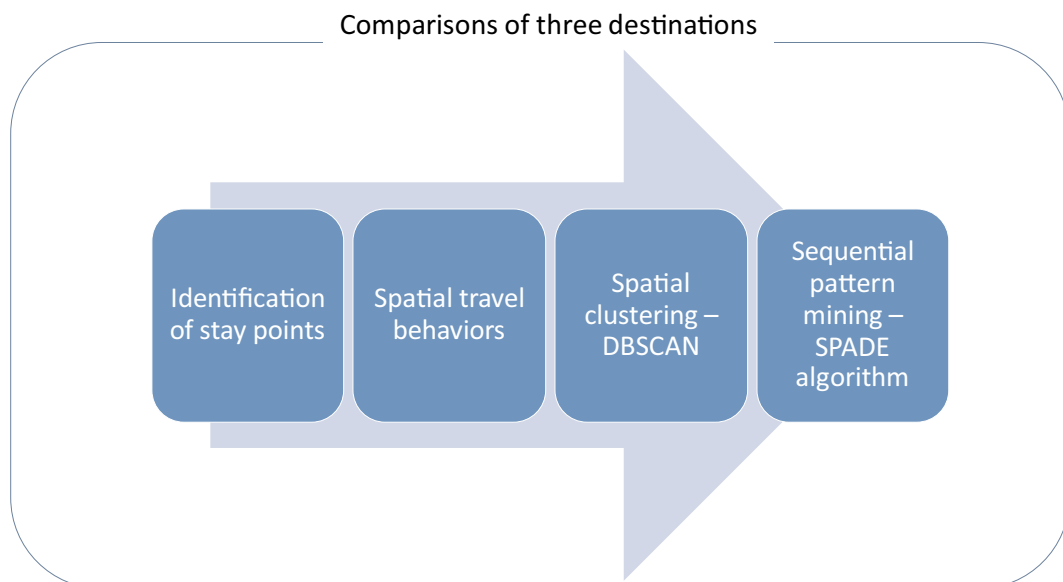 Comparisons of three destinations
Identification
of stay points
Spatial travel
behaviors
Spatial
clustering –
DBSCAN
Sequential
pattern
mining –
SPADE
algorithm